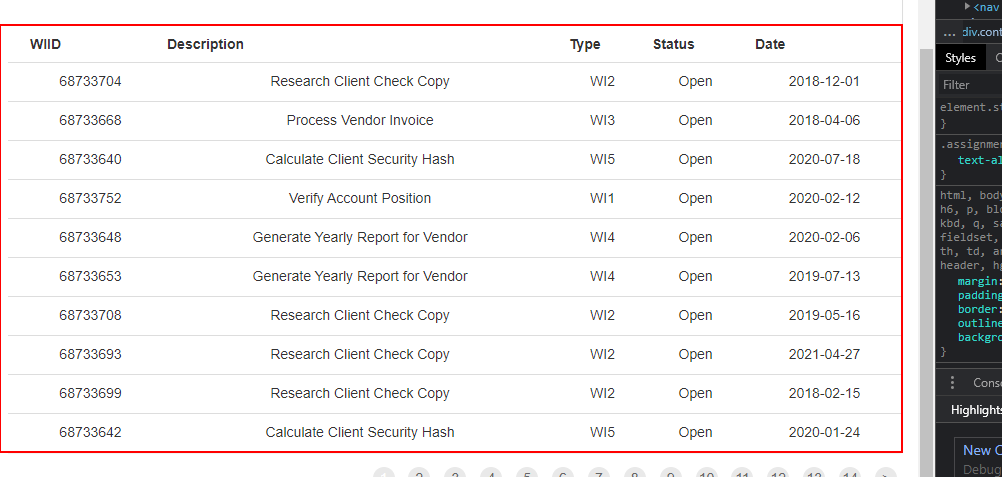 <nav
... div.cont
WIID Description Type Status Date
Styles
68733704 Research Client Check Copy WI2 Open 2018-12-01
Filter
element.st
}
68733668 Process Vendor Invoice WI3 Open 2018-04-06
.assignme
68733640 Calculate Client Security Hash WI5 Open 2020-07-18
text-al
}
68733752 Verify Account Position WI1 Open 2020-02-12
html, body
h6, p, blo
kbd, q, sa
68733648 Generate Yearly Report for Vendor WI4 Open 2020-02-06
fieldset,
th, td, ar
header, hg
68733653 Generate Yearly Report for Vendor WI4 Open 2019-07-13
margin:
padding
border:
68733708 Research Client Check Copy WI2 Open 2019-05-16
outline
backgro
}
68733693 Research Client Check Copy WI2 Open 2021-04-27
Conso
68733699 Research Client Check Copy WI2 Open 2018-02-15
Highlights
68733642 Calculate Client Security Hash WI5 Open 2020-01-24
New C
Debug
2 3 4 5 6 7 8 9 10 11 12 13 14 >